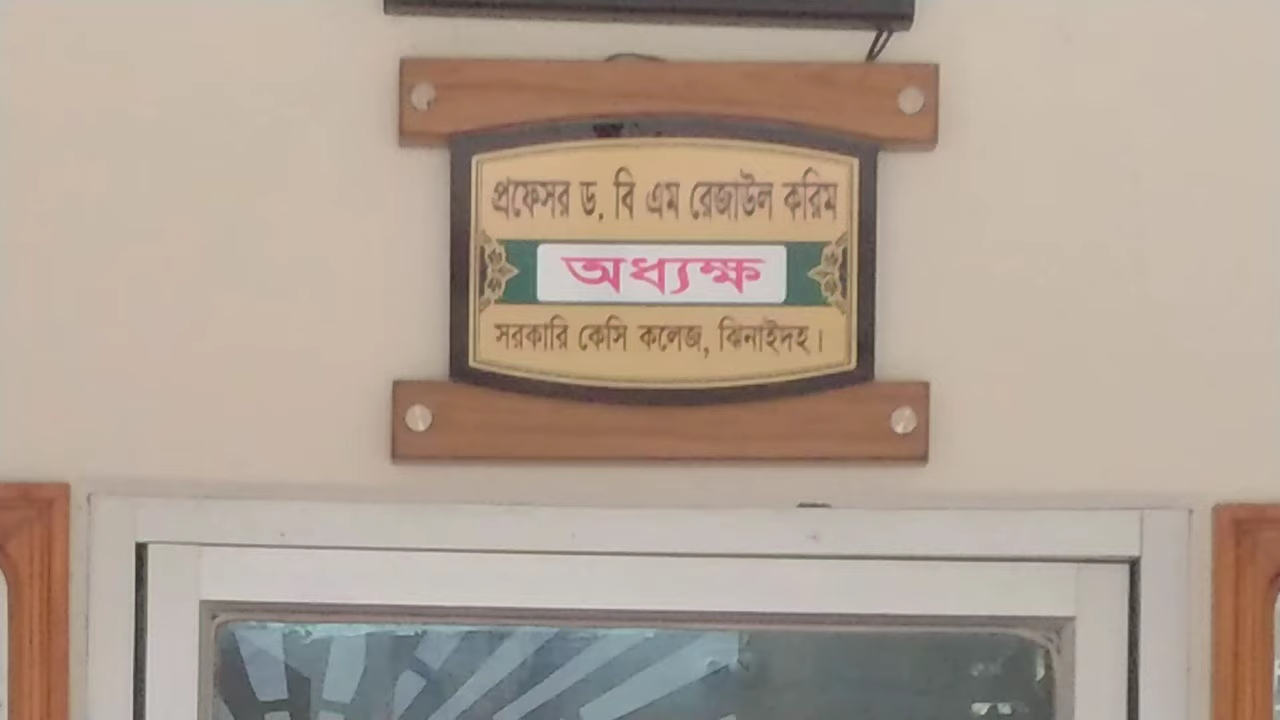 প্রফেসর ড. বি এম রেজাউল করিম
অধ্যক্ষ
সরকারি কেসি কলেজ, ঝিনাইদহ।